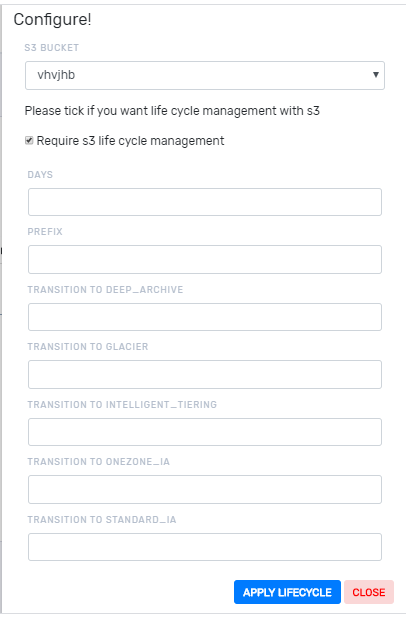 Configure!
S3 BUCKET
vhvjhb
Please tick if you want life cycle management with s3
Require s3 life cycle management
DAYS
PREFIX
TRANSITION TO DEEP_ARCHIVE
TRANSITION TO GLACIER
TRANSITION TO INTELLIGENT_TIERING
TRANSITION TO ONEZONE_IA
TRANSITION TO STANDARD_IA
APPLY LIFECYCLE CLOSE